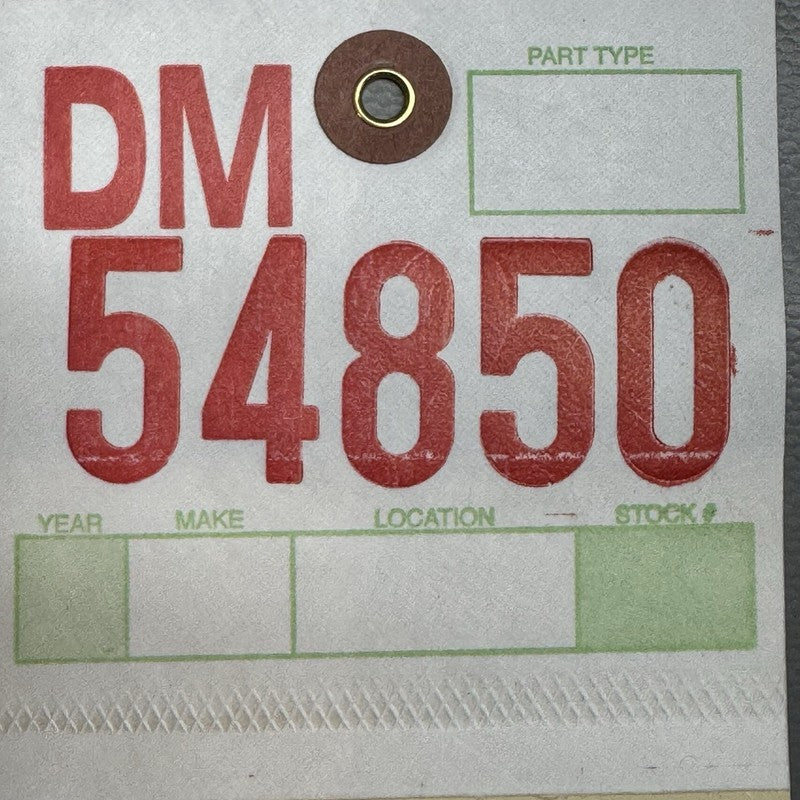 DM
PART TYPE
54850
YEAR MAKE LOCATION STOCK #